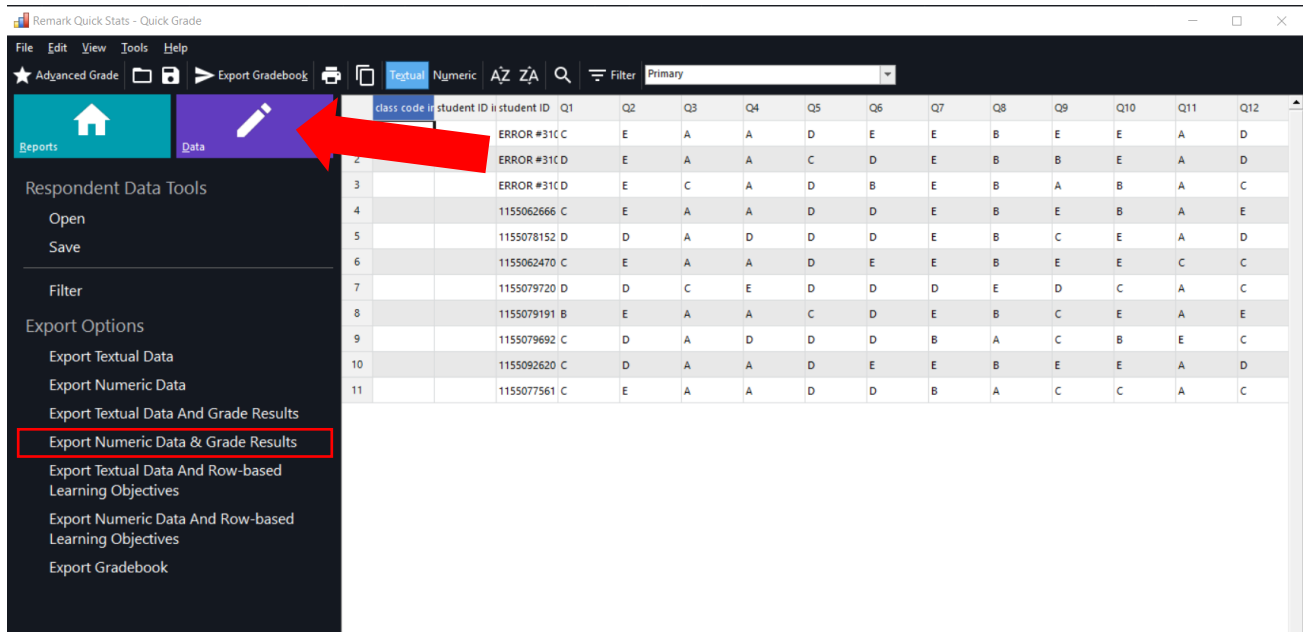 Remark Quick Stats - Quick Grade
File Edit View Tools Help
Advanced Grade Export Gradebook Textual Numeric AZ ZA Filter Primary
Reports Data
Respondent Data Tools
Open
Save
Filter
Export Options
Export Textual Data
Export Numeric Data
Export Textual Data And Grade Results
Export Numeric Data & Grade Results
Export Textual Data And Row-based
Learning Objectives
Export Numeric Data And Row-based
Learning Objectives
Export Gradebook
class code ir student ID ir student ID Q1 Q2 Q3 Q4 Q5 Q6 Q7 Q8 Q9 Q10 Q11 Q12
ERROR #310 C E A A D E E B E E A D
2 ERROR #310 D E A A C D E B B E A D
3 ERROR #310 D E C A D B E B A B A C
4 1155062666 C E A A D D E B E B A E
5 1155078152 D D A D D D E B C E A D
6 1155062470 C E A A D E E B E E C C
7 1155079720 D D C E D D D E D C A C
8 1155079191 B E A A C D E B C E A E
9 1155079692 C D A D D D B A C B E C
10 1155092620 C D A A D E E B E E A D
11 1155077561 C E A A D D B A C C A C